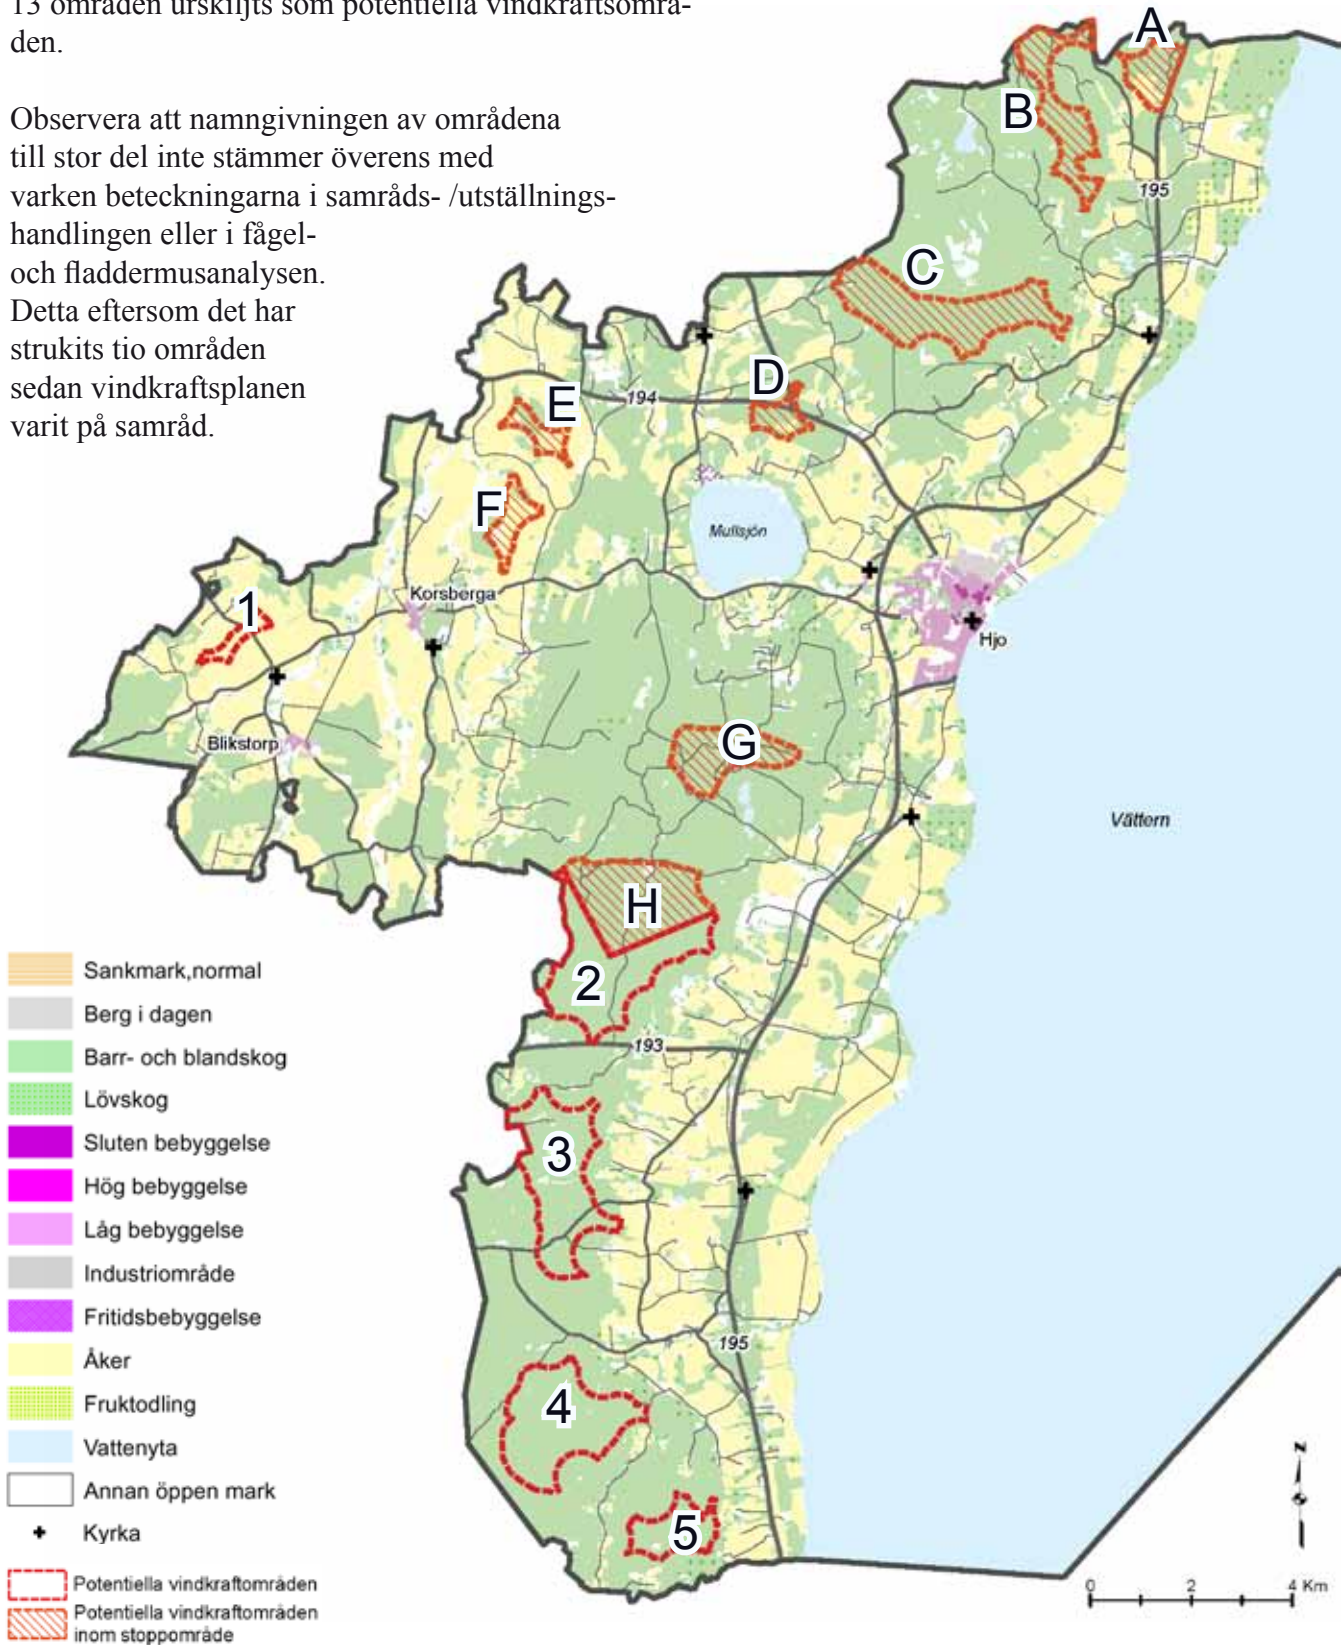 13 områden urskiljts som potentiella vindkraftsområ-
den.
Observera att namngivningen av områdena
till stor del inte stämmer överens med
varken beteckningarna i samråds- /utställnings-
handlingen eller i fågel-
och fladdermusanalysen.
Detta eftersom det har
strukits tio områden
sedan vindkraftsplanen
varit på samråd.
A
B
195
C
D
194
E
F
Mullsjön
Korsberga
1
Hjo
G
Blikstorp
Vättern
H
2
193
3
195
4
5
Sankmark,normal
Berg i dagen
Barr- och blandskog
Lövskog
Sluten bebyggelse
Hög bebyggelse
Låg bebyggelse
Industriområde
Fritidsbebyggelse
Åker
Fruktodling
Vattenyta
Annan öppen mark
Kyrka
Potentiella vindkraftområden
Potentiella vindkraftområden
inom stoppområde
N
0 2 4 Km